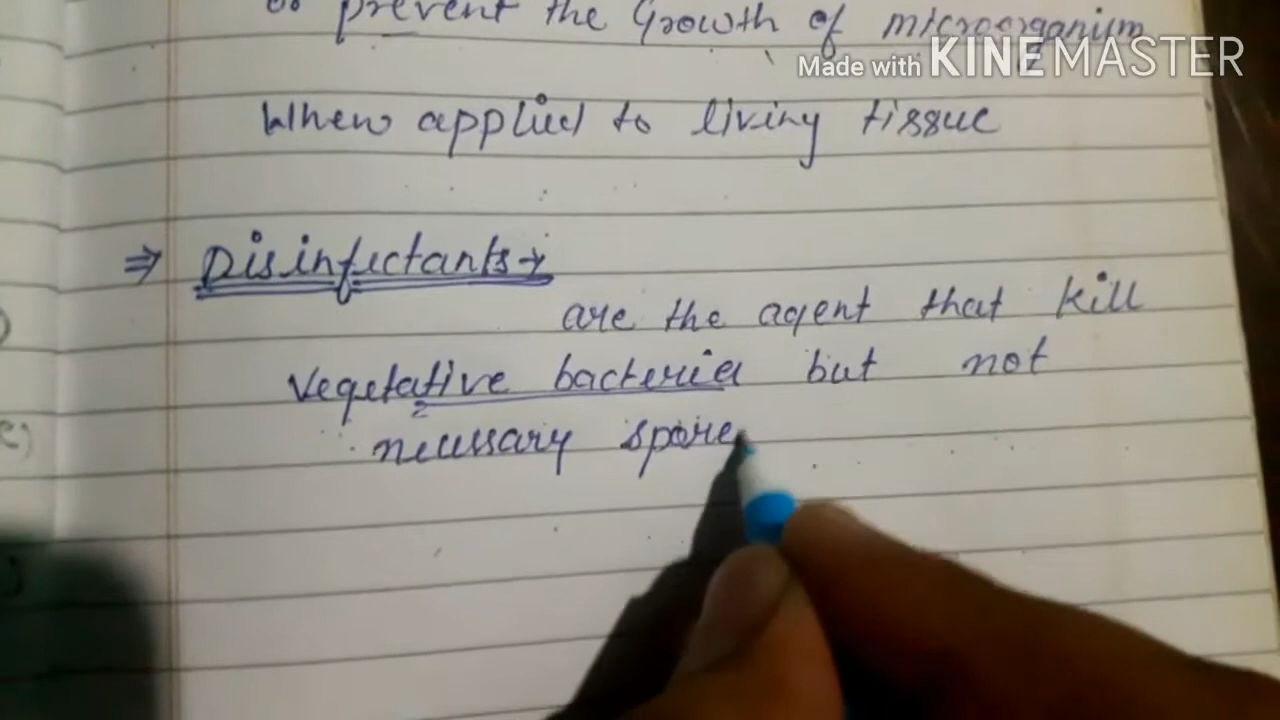 or prevent the Growth of microorganism
Made with KINEMASTER
When applied to living tissue
⇒ Disinfectants→
are the agent that kill
Vegetative bacteria but not
necessary spore